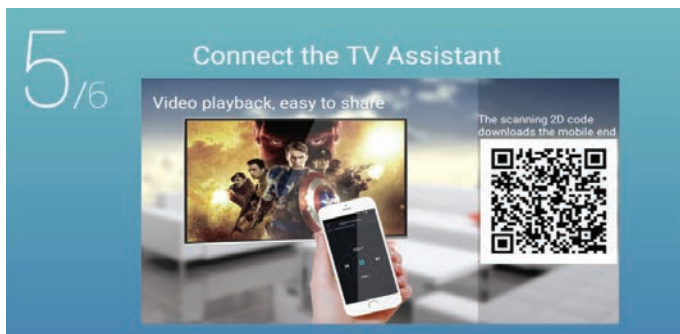 5/6
Connect the TV Assistant
Video playback, easy to share
The scanning 2D code
downloads the mobile end